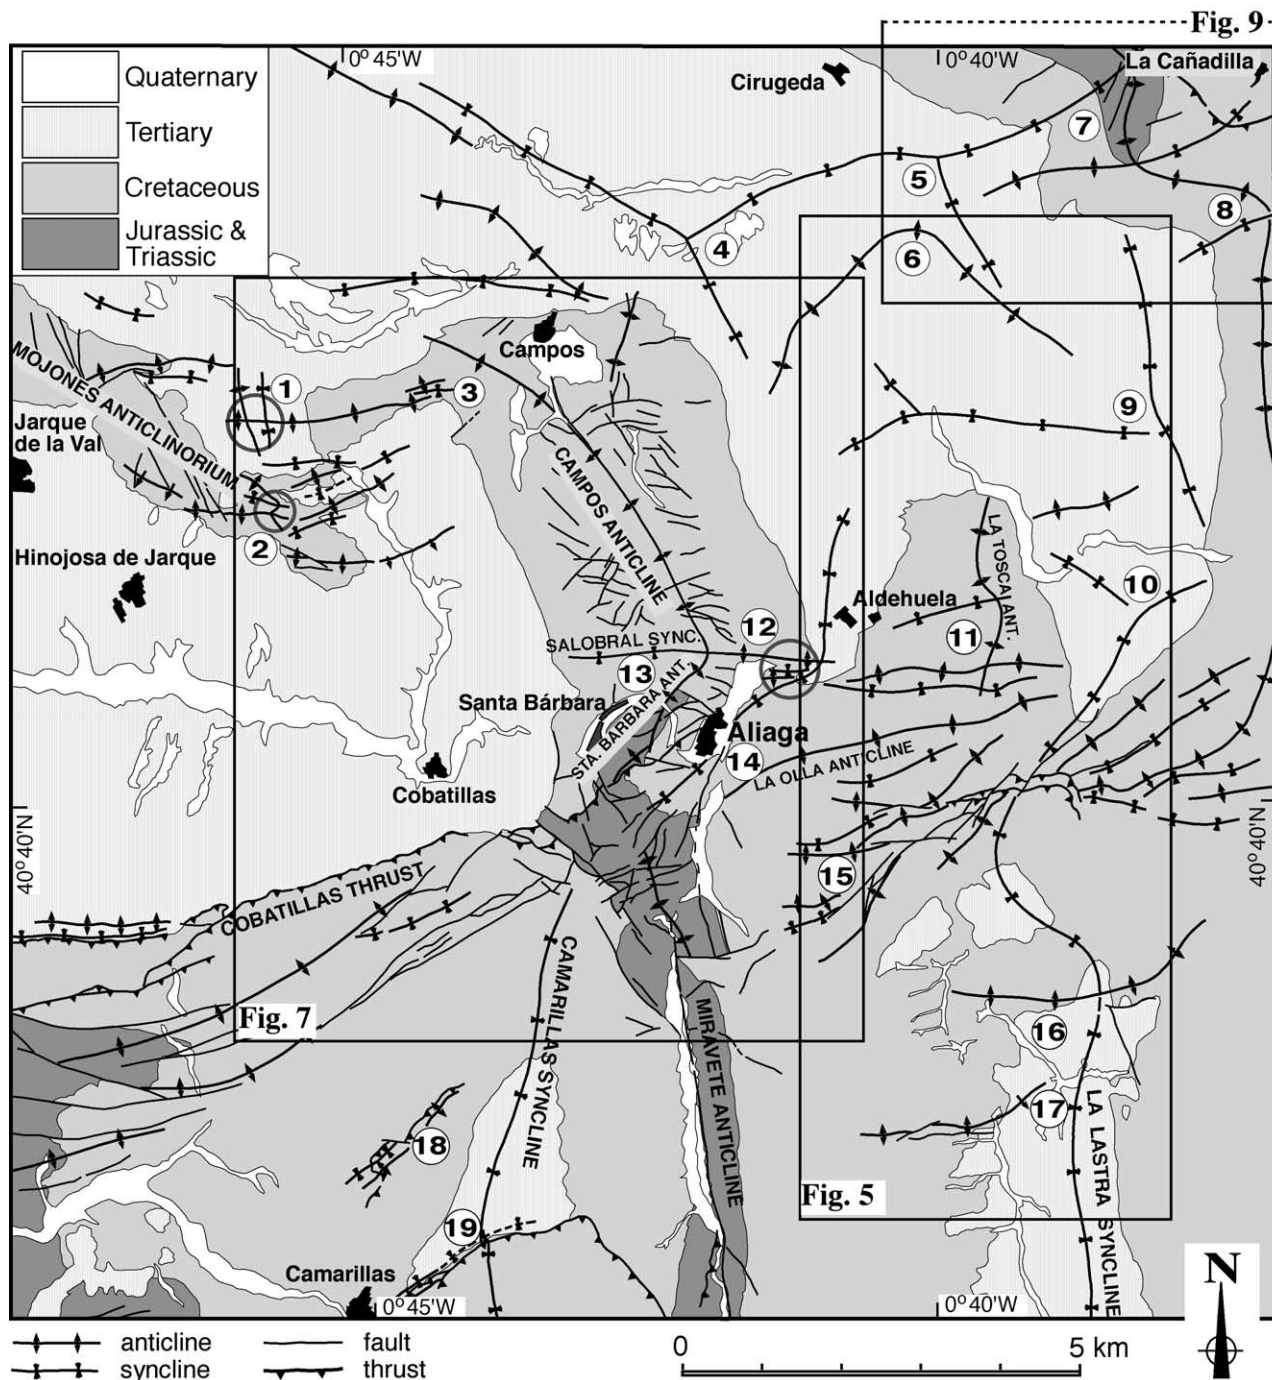 Fig. 9
Quaternary
Tertiary
Cretaceous
Jurassic &
Triassic
0°45'W
Cirugeda
0°40'W
La Cañadilla
7
5
8
4
6
Campos
MOJONES ANTICLINORIUM
1
3
Jarque
de la Val
9
CAMPOS ANTICLINE
2
Hinojosa de Jarque
LA TOSCAL ANT.
10
Aldehuela
12
11
SALOBRAL SYNC.
13
Santa Bárbara
STA. BARBARA ANT.
Aliaga
14
LA OLLA ANTICLINE
Cobatillas
40°40'N
40°40'N
15
COBATILLAS THRUST
CAMARILLAS SYNCLINE
MIRAVETE ANTICLINE
Fig. 7
16
17
LA LASTRA SYNCLINE
18
Fig. 5
19
Camarillas
0°45'W
0°40'W
N
anticline
fault
syncline
thrust
0
5 km